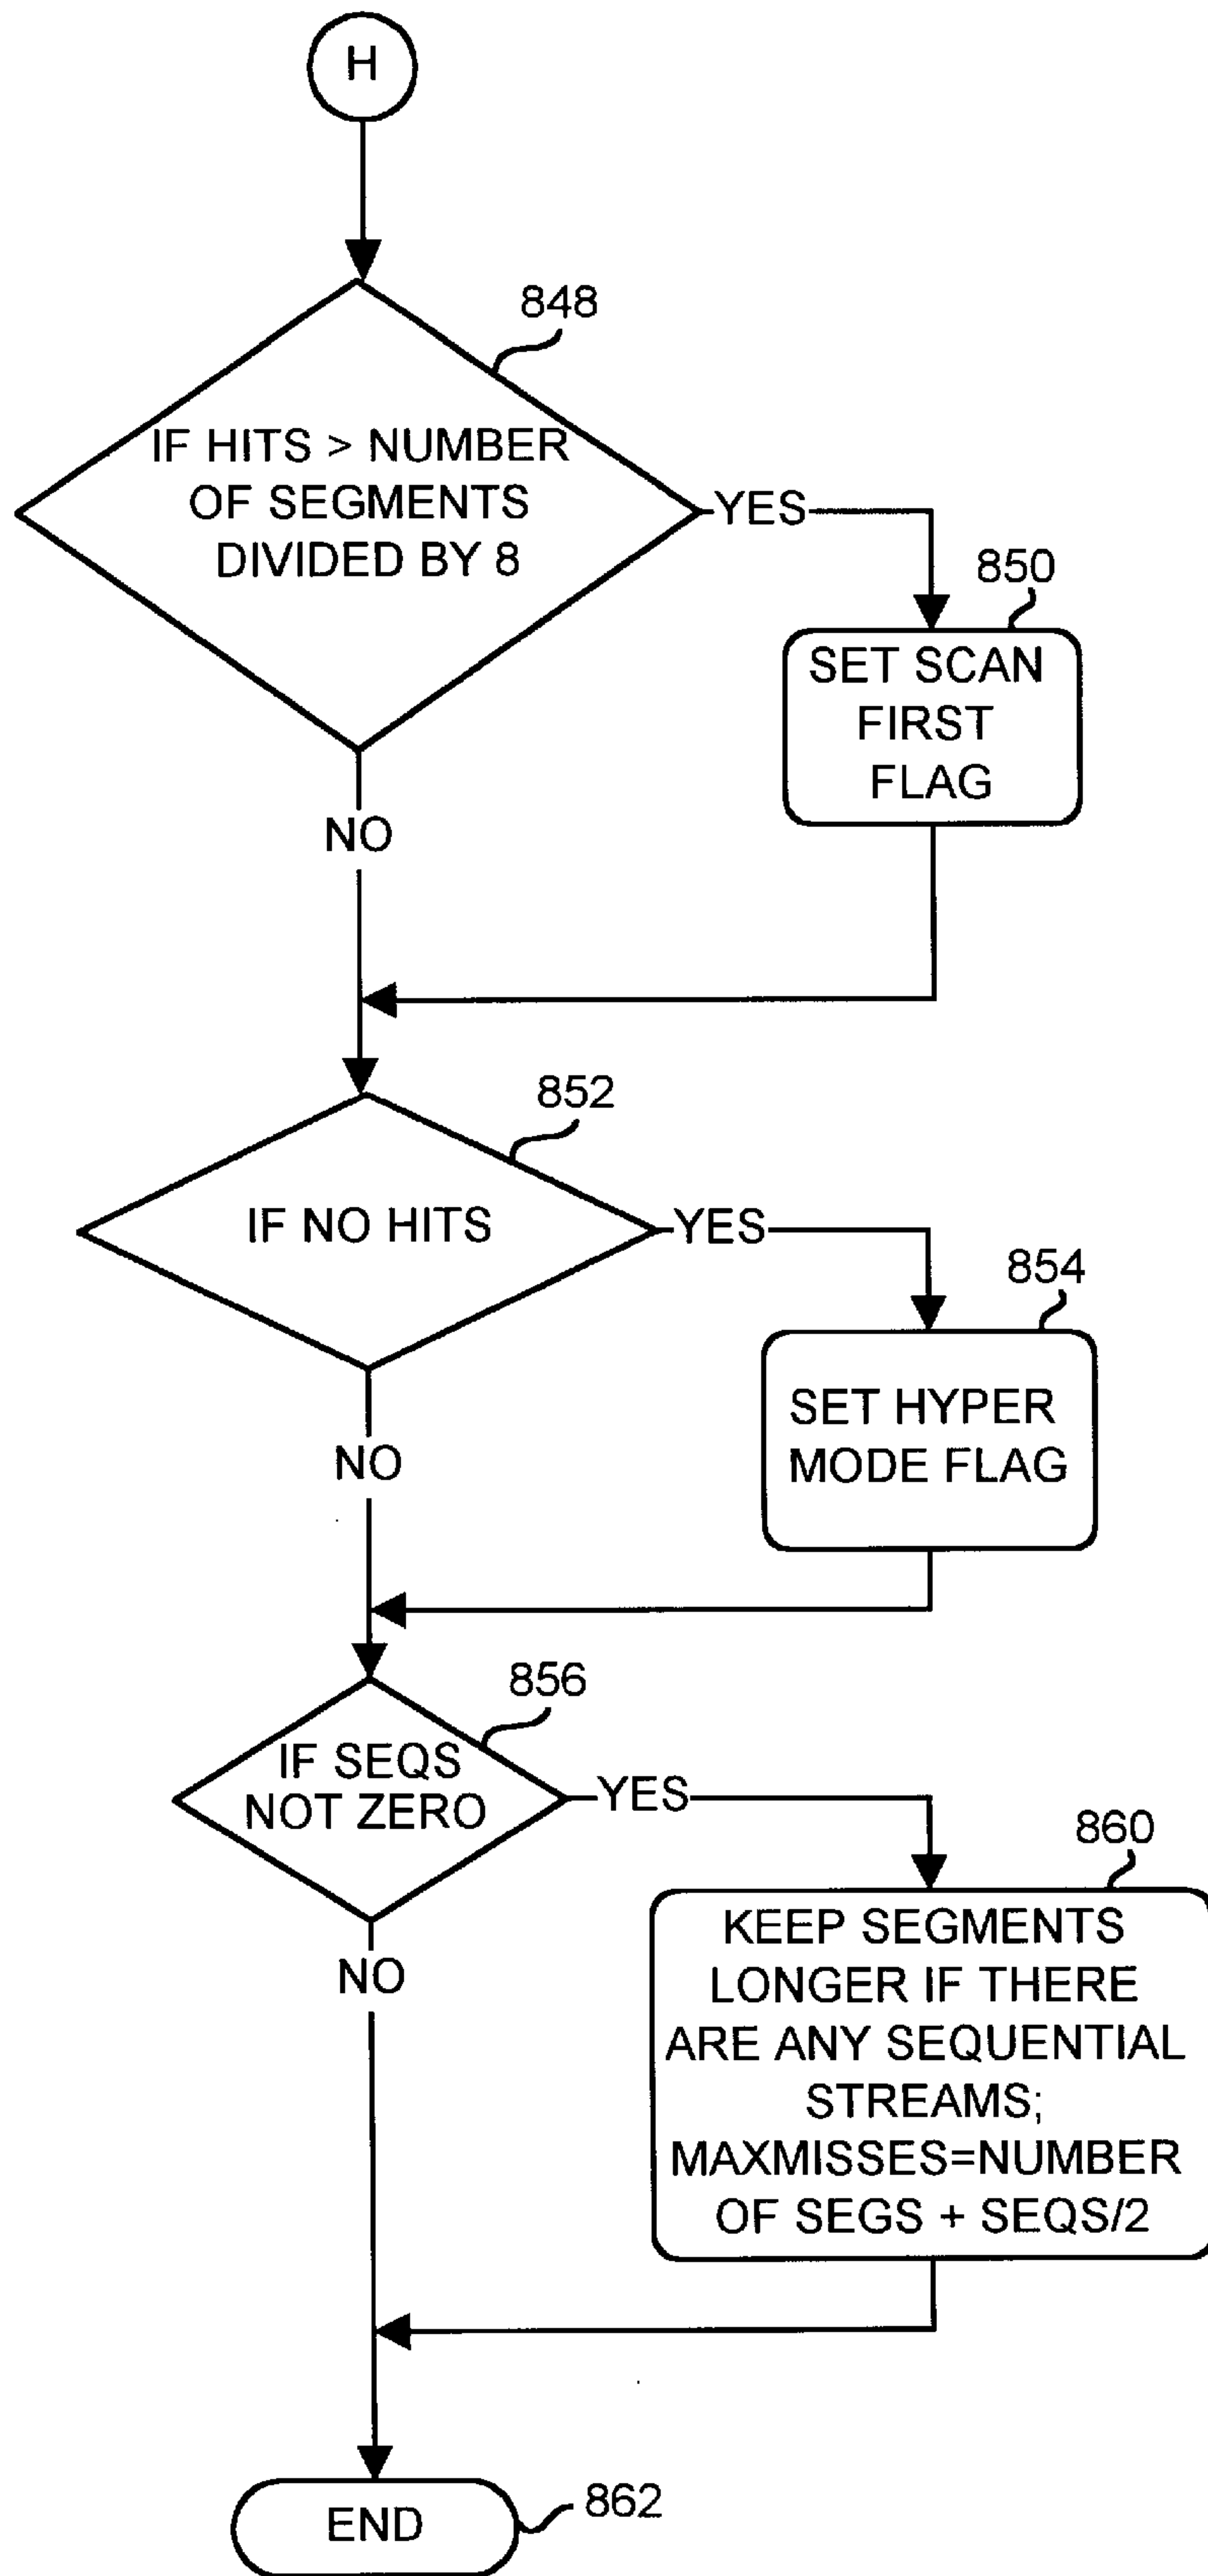 H
848
IF HITS > NUMBER
OF SEGMENTS
DIVIDED BY 8
YES
850
SET SCAN
FIRST
FLAG
NO
852
IF NO HITS
YES
854
SET HYPER
MODE FLAG
NO
856
IF SEQS
NOT ZERO
YES
860
KEEP SEGMENTS
LONGER IF THERE
ARE ANY SEQUENTIAL
STREAMS;
MAXMISSES=NUMBER
OF SEGS + SEQS/2
NO
END
862